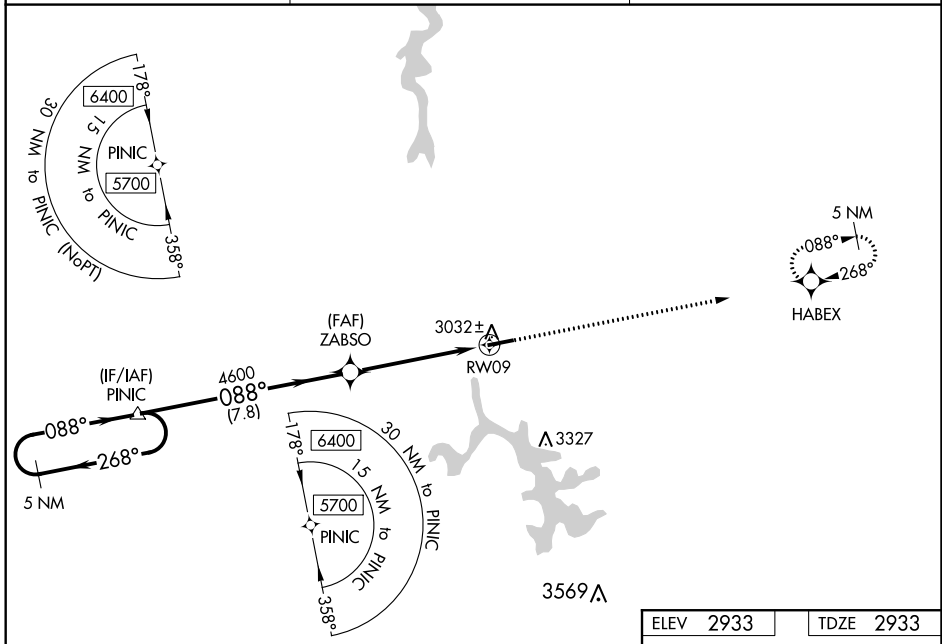 178°
6400
30 NM to PINIC (NoPT)
15 NM to PINIC
PINIC
5700
358°
5 NM
088°
268°
HABEX
(FAF)
ZABSO
3032±
RW09
(IF/IAF)
PINIC
4600
088°
(7.8)
088°
268°
5 NM
178°
6400
30 NM to PINIC
15 NM to PINIC
5700
PINIC
358°
3327
3569
ELEV 2933
TDZE 2933